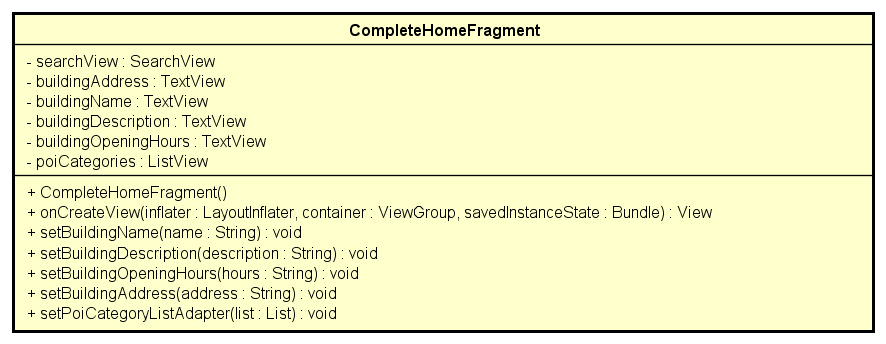 CompleteHomeFragment
- searchView : SearchView
- buildingAddress : TextView
- buildingName : TextView
- buildingDescription : TextView
- buildingOpeningHours : TextView
- poiCategories : ListView
+ CompleteHomeFragment()
+ onCreateView(inflater : LayoutInflater, container : ViewGroup, savedInstanceState : Bundle) : View
+ setBuildingName(name : String) : void
+ setBuildingDescription(description : String) : void
+ setBuildingOpeningHours(hours : String) : void
+ setBuildingAddress(address : String) : void
+ setPoiCategoryListAdapter(list : List) : void